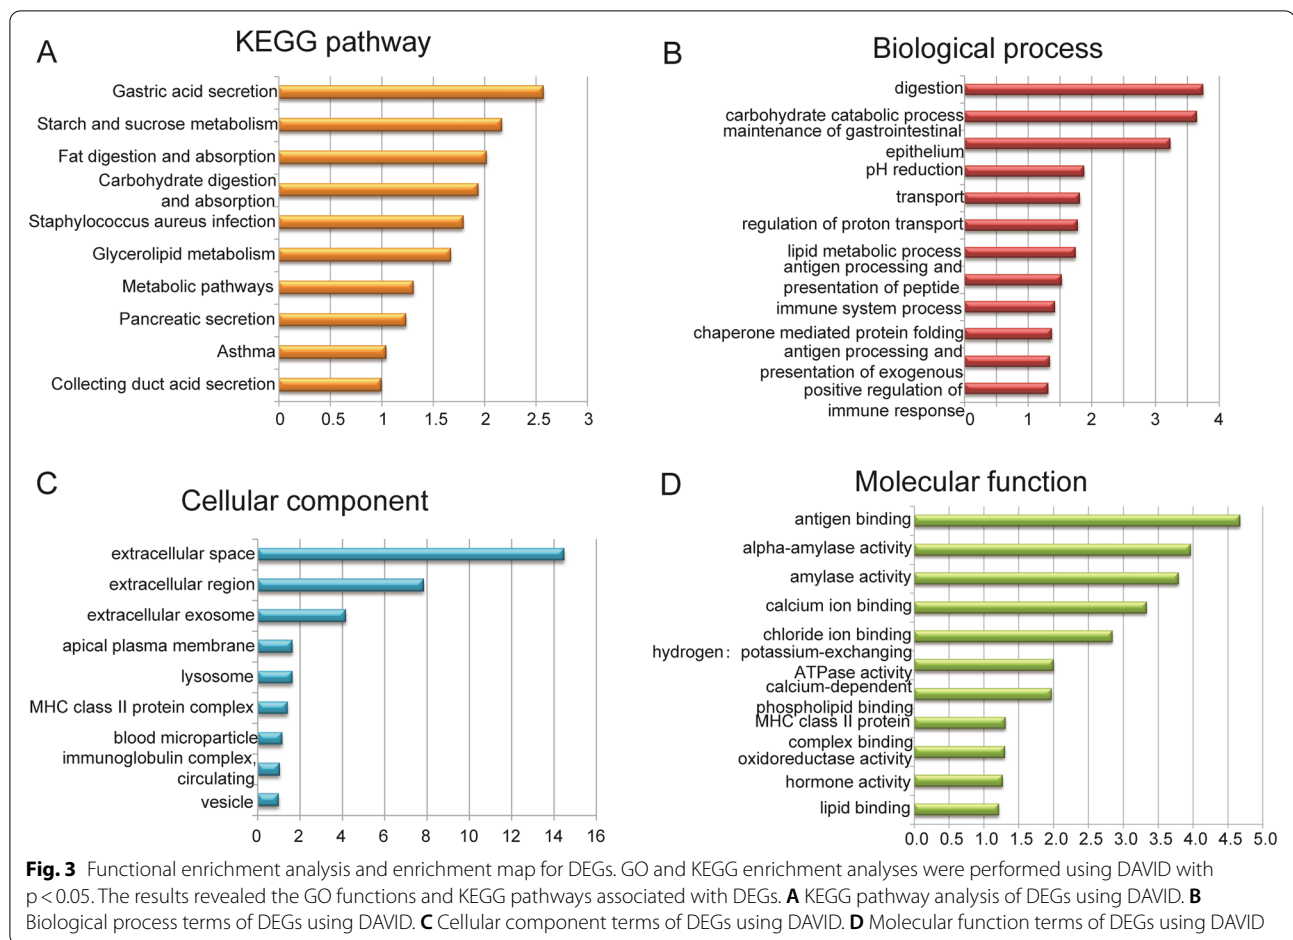 A
KEGG pathway
Gastric acid secretion
Starch and sucrose metabolism
Fat digestion and absorption
Carbohydrate digestion
and absorption
Staphylococcus aureus infection
Glycerolipid metabolism
Metabolic pathways
Pancreatic secretion
Asthma
Collecting duct acid secretion
0 0.5 1 1.5 2 2.5 3
B
Biological process
digestion
carbohydrate catabolic process
maintenance of gastrointestinal
epithelium
pH reduction
transport
regulation of proton transport
lipid metabolic process
antigen processing and
presentation of peptide
immune system process
chaperone mediated protein folding
antigen processing and
presentation of exogenous
positive regulation of
immune response
0 1 2 3 4
C
Cellular component
extracellular space
extracellular region
extracellular exosome
apical plasma membrane
lysosome
MHC class II protein complex
blood microparticle
immunoglobulin complex,
circulating
vesicle
0 2 4 6 8 10 12 14 16
D
Molecular function
antigen binding
alpha-amylase activity
amylase activity
calcium ion binding
chloride ion binding
hydrogen: potassium-exchanging
ATPase activity
calcium-dependent
phospholipid binding
MHC class II protein
complex binding
oxidoreductase activity
hormone activity
lipid binding
0.0 0.5 1.0 1.5 2.0 2.5 3.0 3.5 4.0 4.5 5.0
Fig. 3 Functional enrichment analysis and enrichment map for DEGs. GO and KEGG enrichment analyses were performed using DAVID with
p < 0.05. The results revealed the GO functions and KEGG pathways associated with DEGs. A KEGG pathway analysis of DEGs using DAVID. B
Biological process terms of DEGs using DAVID. C Cellular component terms of DEGs using DAVID. D Molecular function terms of DEGs using DAVID